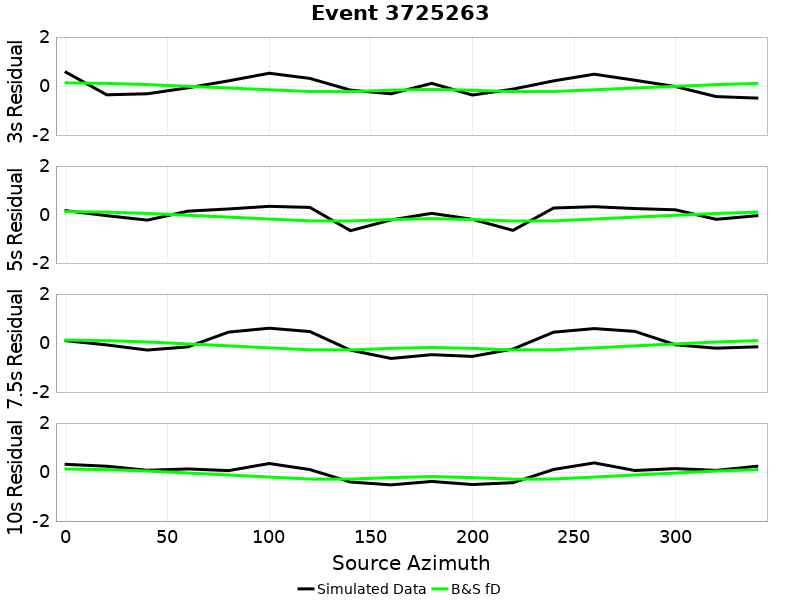 Event 3725263
3s Residual
2
0
-2
5s Residual
2
0
-2
7.5s Residual
2
0
-2
10s Residual
2
0
-2
0 50 100 150 200 250 300
Source Azimuth
Simulated Data B&S fD